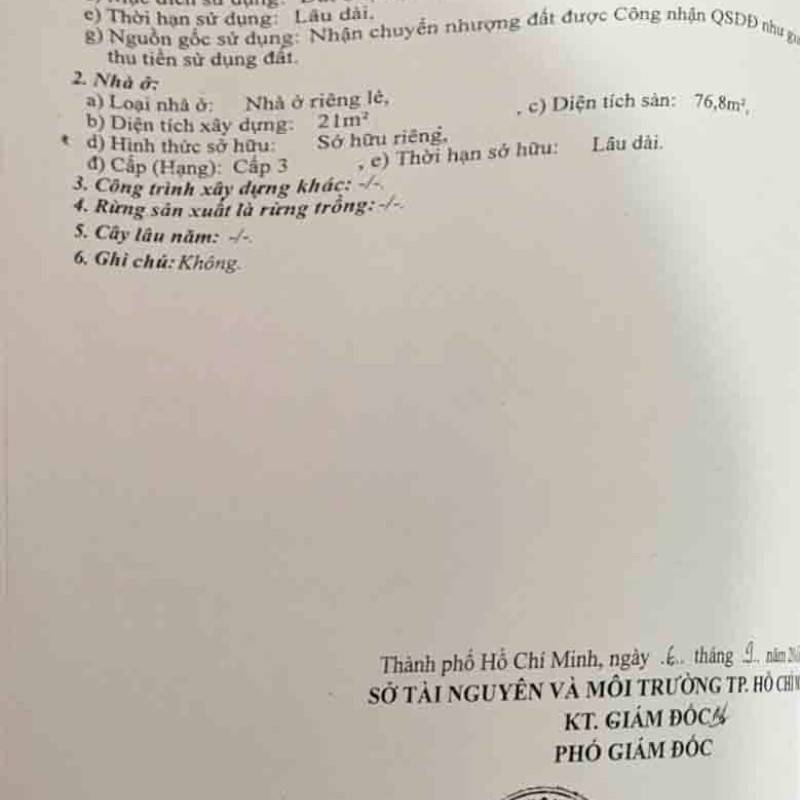 e) Thời hạn sử dụng: Lâu dài.
g) Nguồn gốc sử dụng: Nhận chuyển nhượng đất được Công nhận QSDĐ như
thu tiền sử dụng đất.
2. Nhà ở:
a) Loại nhà ở: Nhà ở riêng lẻ,
b) Diện tích xây dựng: 21m² , c) Diện tích sàn: 76,8m²,
d) Hình thức sở hữu: Sở hữu riêng,
đ) Cấp (Hạng): Cấp 3 , e) Thời hạn sở hữu: Lâu dài.
3. Công trình xây dựng khác: -/-.
4. Rừng sản xuất là rừng trồng: -/-.
5. Cây lâu năm: -/-.
6. Ghi chú: Không.
Thành phố Hồ Chí Minh, ngày .6.. tháng .9.. năm
SỞ TÀI NGUYÊN VÀ MÔI TRƯỜNG TP. HỒ CHÍ
KT. GIÁM ĐỐC
PHÓ GIÁM ĐỐC